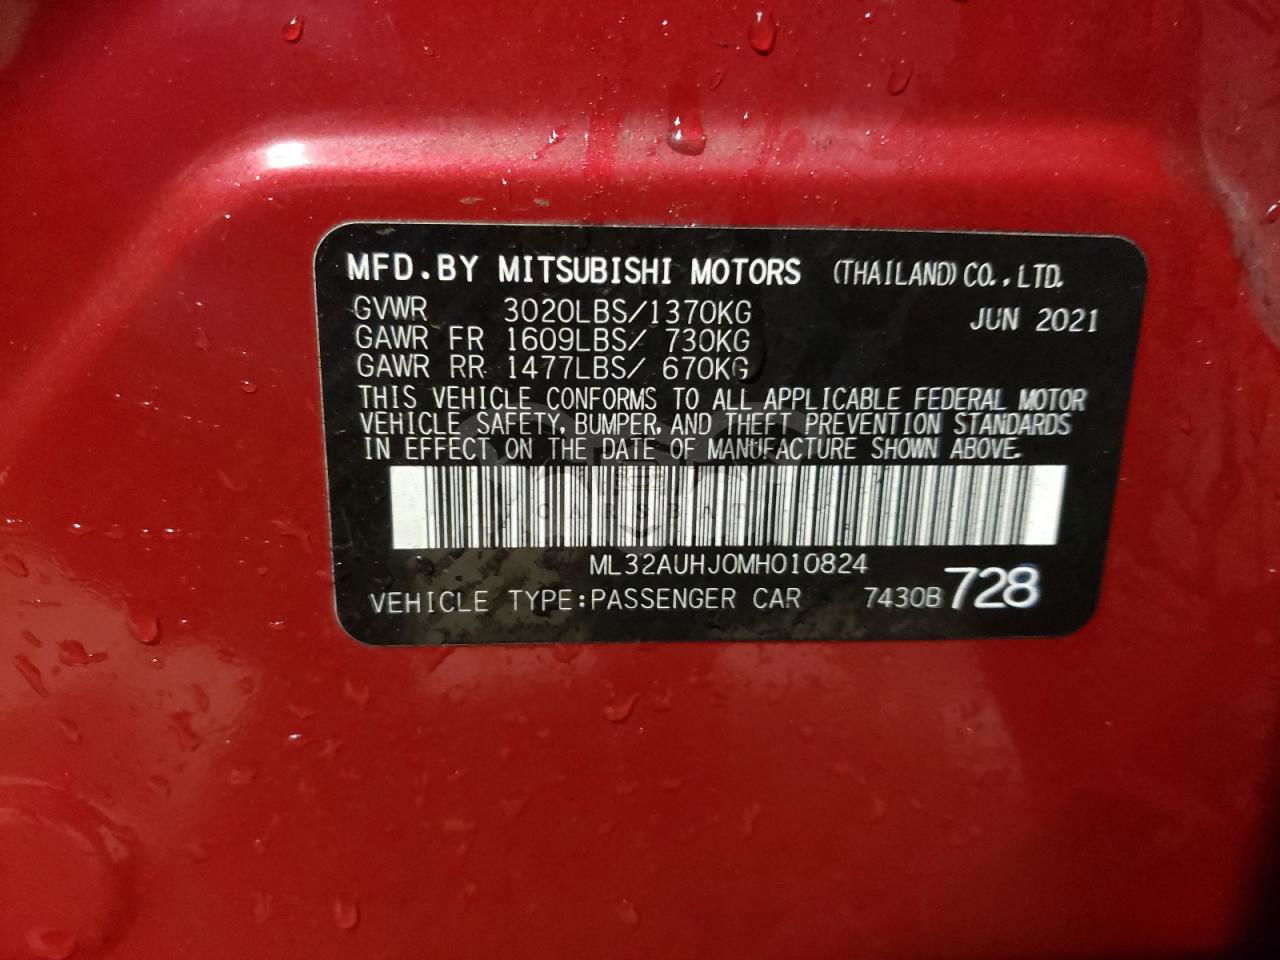 MFD.BY MITSUBISHI MOTORS (THAILAND) CO.,LTD.
GVWR 3020LBS/1370KG JUN 2021
GAWR FR 1609LBS/ 730KG
GAWR RR 1477LBS/ 670KG
THIS VEHICLE CONFORMS TO ALL APPLICABLE FEDERAL MOTOR
VEHICLE SAFETY, BUMPER, AND THEFT PREVENTION STANDARDS
IN EFFECT ON THE DATE OF MANUFACTURE SHOWN ABOVE.
ML32AUHJ0MH010824
VEHICLE TYPE:PASSENGER CAR 7430B 728